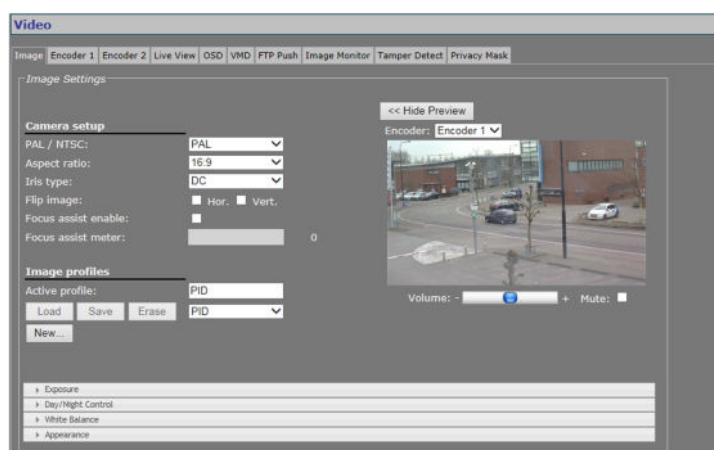 Video
Image Encoder 1 Encoder 2 Live View OSD VMD FTP Push Image Monitor Tamper Detect Privacy Mask
Image Settings
<< Hide Preview
Encoder: Encoder 1
Camera setup
PAL / NTSC: PAL
Aspect ratio: 16:9
Iris type: DC
Flip image: Hor. Vert.
Focus assist enable:
Focus assist meter: 0
Image profiles
Active profile: PID
Load Save Erase PID
New...
Volume: - + Mute:
Exposure
Day/Night Control
White Balance
Appearance